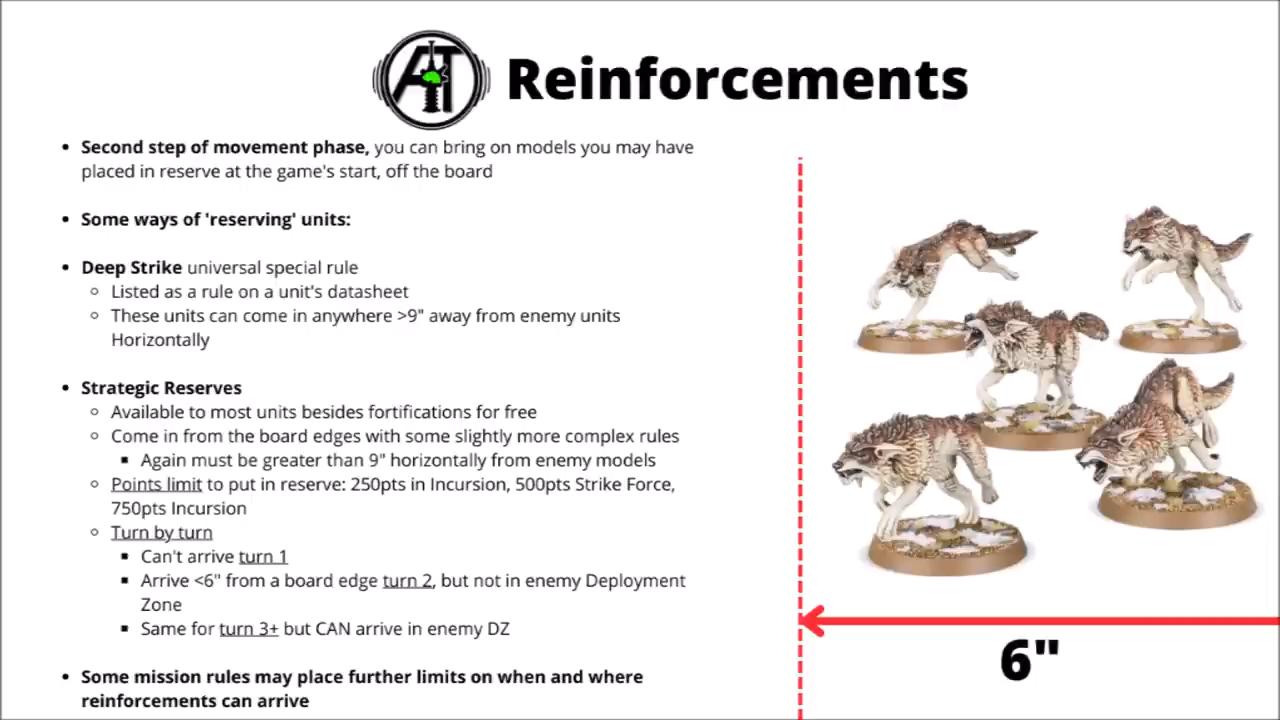 AT
Reinforcements
• Second step of movement phase, you can bring on models you may have
placed in reserve at the game's start, off the board
• Some ways of 'reserving' units:
• Deep Strike universal special rule
○ Listed as a rule on a unit's datasheet
○ These units can come in anywhere >9" away from enemy units
Horizontally
• Strategic Reserves
○ Available to most units besides fortifications for free
○ Come in from the board edges with some slightly more complex rules
▪ Again must be greater than 9" horizontally from enemy models
○ Points limit to put in reserve: 250pts in Incursion, 500pts Strike Force,
750pts Incursion
○ Turn by turn
▪ Can't arrive turn 1
▪ Arrive <6" from a board edge turn 2, but not in enemy Deployment
Zone
▪ Same for turn 3+ but CAN arrive in enemy DZ
• Some mission rules may place further limits on when and where
reinforcements can arrive
6"